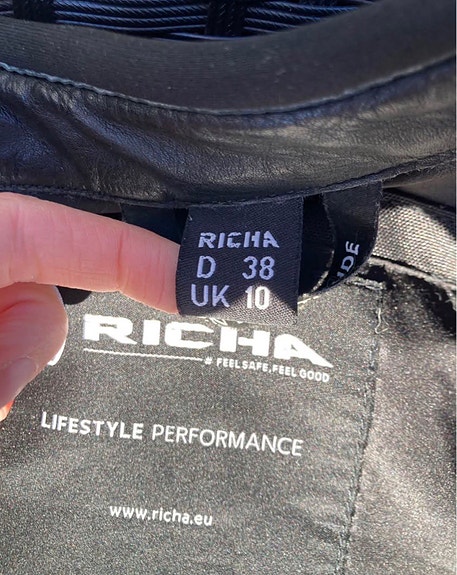 RICHA
D 38
UK 10
RICHA
# FEEL SAFE, FEEL GOOD
LIFESTYLE PERFORMANCE
www.richa.eu